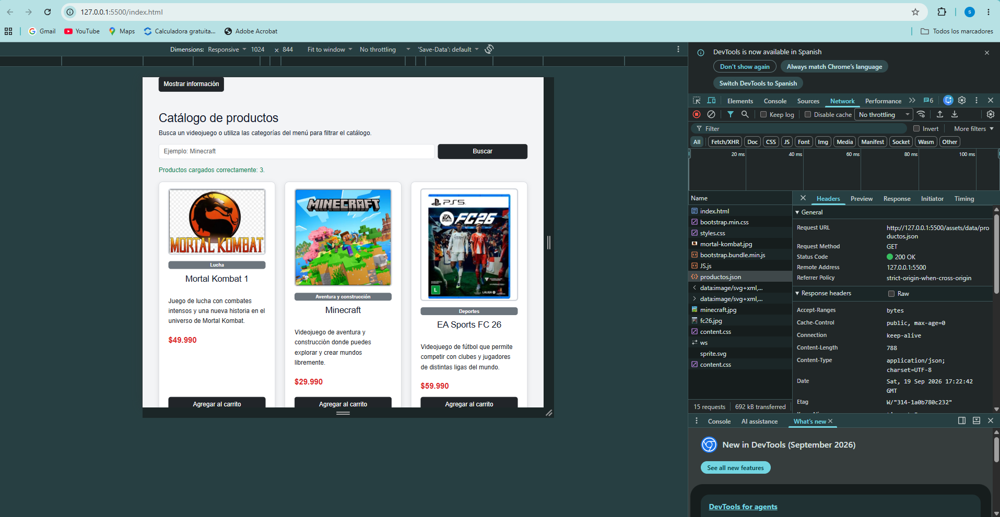 127.0.0.1:5500/index.html
S
Gmail
YouTube
Maps
Calculadora gratuita...
Adobe Acrobat
Todos los marcadores
Dimensions: Responsive 1024 × 844 Fit to window No throttling 'Save-Data': default
Mostrar información
Catálogo de productos
Busca un videojuego o utiliza las categorías del menú para filtrar el catálogo.
Ejemplo: Minecraft
Buscar
Productos cargados correctamente: 3.
MORTAL KOMBAT
Lucha
Mortal Kombat 1
Juego de lucha con combates
intensos y una nueva historia en el
universo de Mortal Kombat.
$49.990
Agregar al carrito
MINECRAFT
Aventura y construcción
Minecraft
Videojuego de aventura y
construcción donde puedes
explorar y crear mundos
libremente.
$29.990
Agregar al carrito
PS5
EA SPORTS FC26
L
LALIGA
Deportes
EA Sports FC 26
Videojuego de fútbol que permite
competir con clubes y jugadores
de distintas ligas del mundo.
$59.990
Agregar al carrito
DevTools is now available in Spanish
Don't show again
Always match Chrome's language
Switch DevTools to Spanish
Elements Console Sources Network Performance 6
Keep log Disable cache No throttling
Filter Invert More filters
All Fetch/XHR Doc CSS JS Font Img Media Manifest Socket Wasm Other
20 ms 40 ms 60 ms 80 ms 100 ms
Name
index.html
bootstrap.min.css
styles.css
mortal-kombat.jpg
bootstrap.bundle.min.js
JS.js
productos.json
data:image/svg+xml,...
data:image/svg+xml,...
minecraft.jpg
fc26.jpg
content.css
ws
sprite.svg
content.css
15 requests 692 kB transferred
Headers Preview Response Initiator Timing
General
Request URL http://127.0.0.1:5500/assets/data/pro
ductos.json
Request Method GET
Status Code 200 OK
Remote Address 127.0.0.1:5500
Referrer Policy strict-origin-when-cross-origin
Response headers Raw
Accept-Ranges bytes
Cache-Control public, max-age=0
Connection keep-alive
Content-Length 788
Content-Type application/json;
charset=UTF-8
Date Sat, 19 Sep 2026 17:22:42
GMT
Etag W/"314-1a0b780c232"
Console AI assistance What's new
New in DevTools (September 2026)
See all new features
DevTools for agents